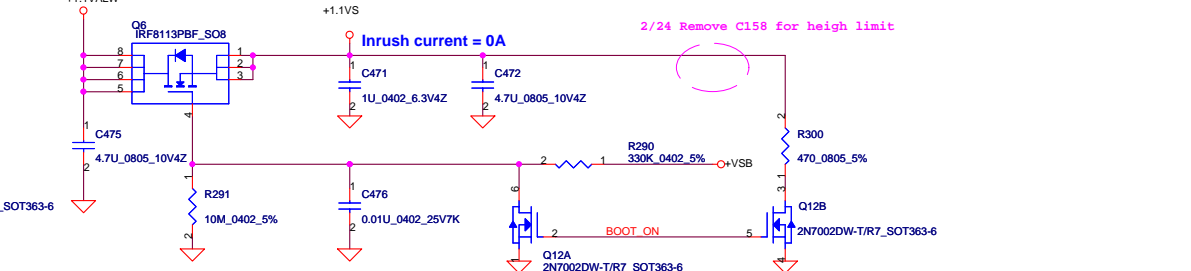 +1.1VS
2/24 Remove C158 for heigh limit
Q6
IRF8113PBF_SO8
Inrush current = 0A
8
7
6
5
1
2
3
4
1
C471
2
1U_0402_6.3V4Z
1
C472
2
4.7U_0805_10V4Z
1
C475
2
4.7U_0805_10V4Z
2
R300
470_0805_5%
1
2
R290
1
330K_0402_5%
+VSB
1
R291
10M_0402_5%
2
1
C476
0.01U_0402_25V7K
2
_SOT363-6
6
2
1
Q12A
2N7002DW-T/R7_SOT363-6
BOOT_ON
3
5
4
Q12B
2N7002DW-T/R7_SOT363-6